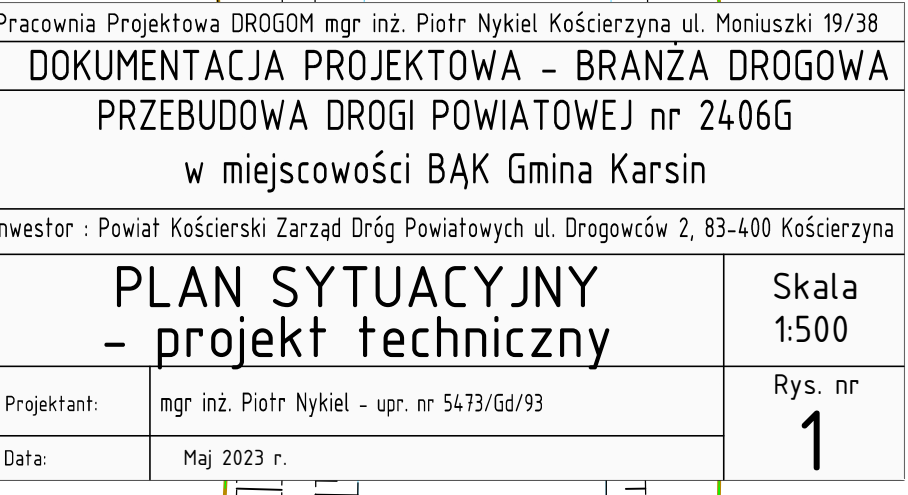 Pracownia Projektowa DROGOM mgr inż. Piotr Nykiel Kościerzyna ul. Moniuszki 19/38
DOKUMENTACJA PROJEKTOWA - BRANŻA DROGOWA
PRZEBUDOWA DROGI POWIATOWEJ nr 2406G
w miejscowości BĄK Gmina Karsin
nwestor : Powiat Kościerski Zarząd Dróg Powiatowych ul. Drogowców 2, 83-400 Kościerzyna
PLAN SYTUACYJNY
- projekt techniczny
Skala
1:500
Projektant:
mgr inż. Piotr Nykiel - upr. nr 5473/Gd/93
Rys. nr
1
Data:
Maj 2023 r.